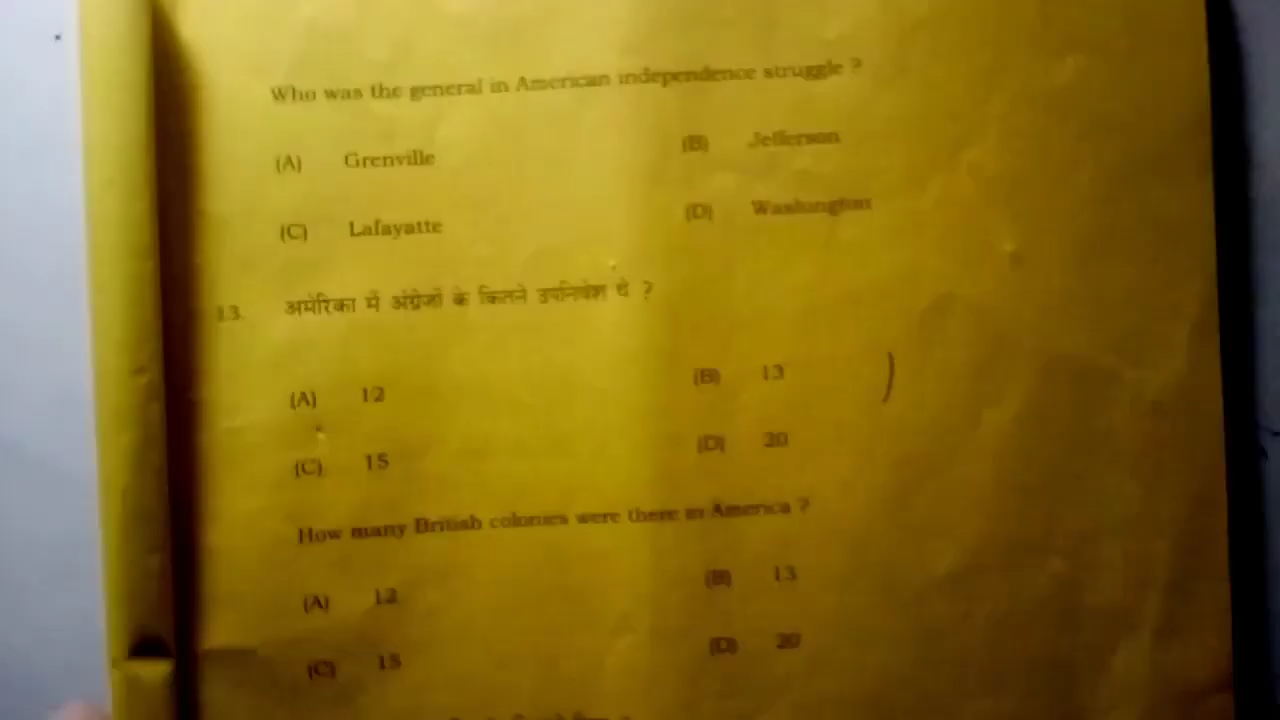 Who was the general in American independence struggle ?
(A) Grenville (B) Jefferson
(C) Lafayatte (D) Washington
13. अमेरिका में अंग्रेजों के कितने उपनिवेश थे ?
(A) 12 (B) 13 )
(C) 15 (D) 20
How many British colonies were there in America ?
(A) 12 (B) 13
(C) 15 (D) 20